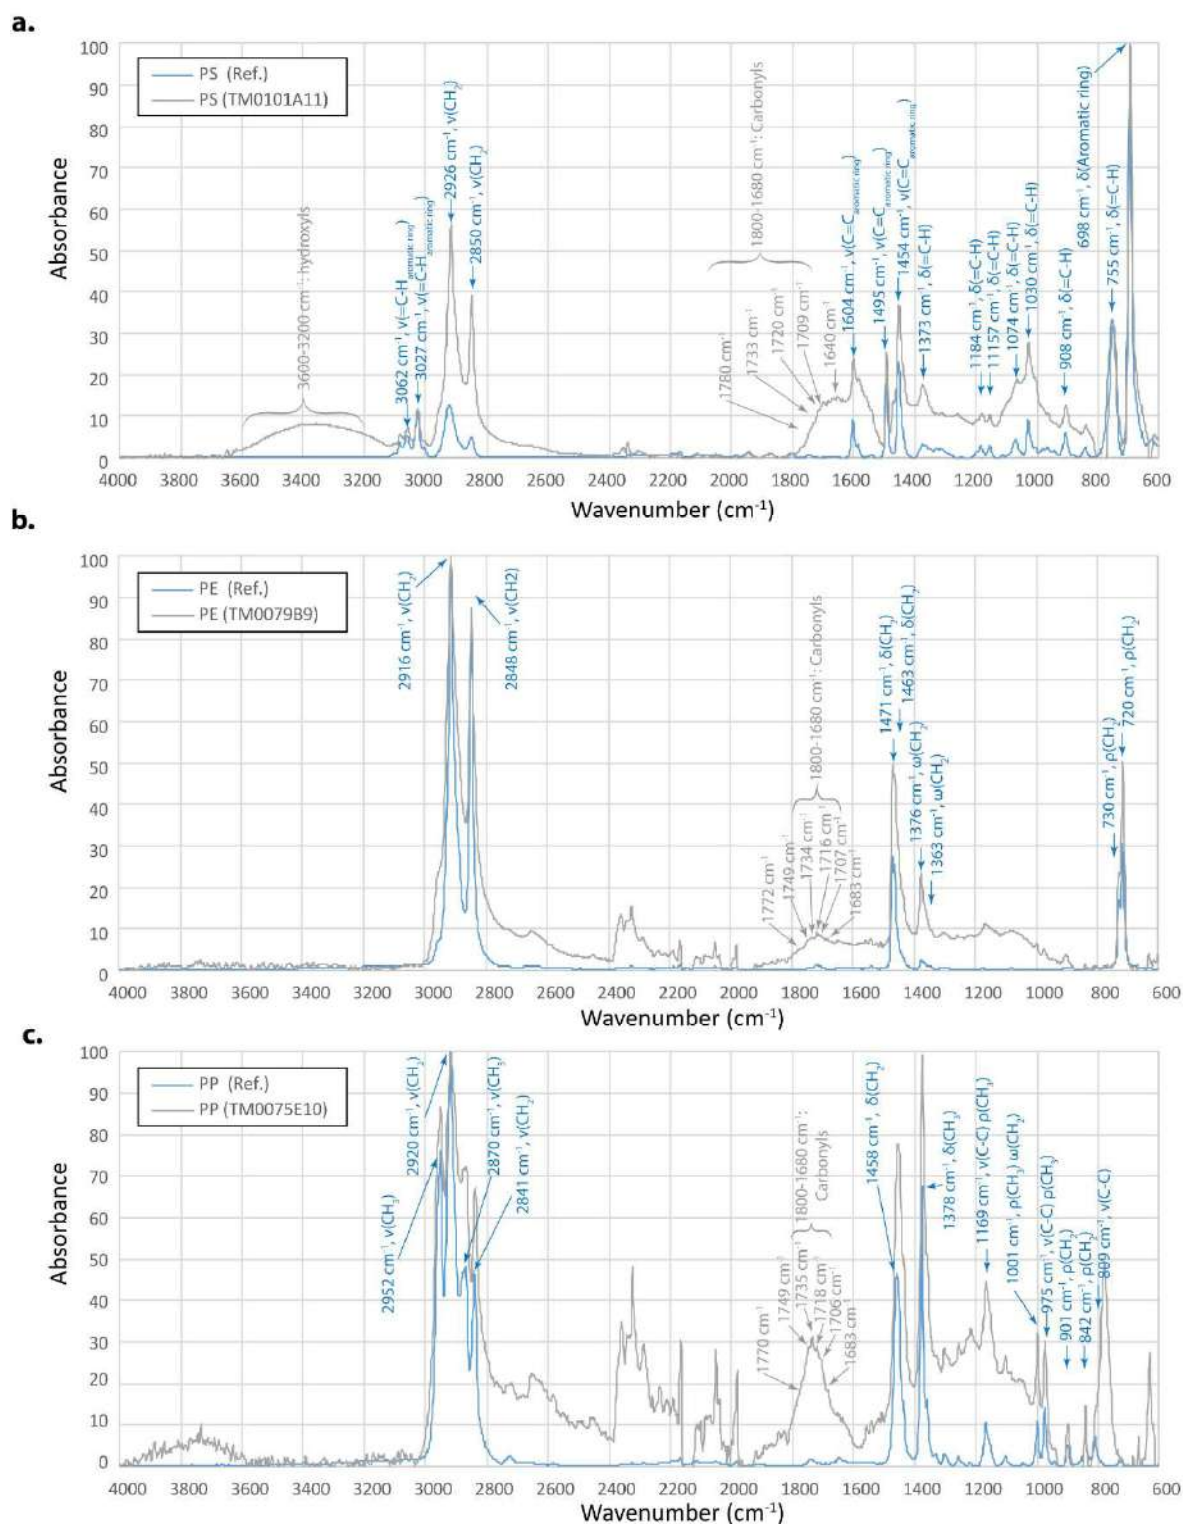 a.
Absorbance
100
90
80
70
60
50
40
30
20
10
0
PS (Ref.)
PS (TM0101A11)
3600-3200 cm⁻¹: hydroxyls
3062 cm⁻¹, ν(=C-H aromatic ring)
3027 cm⁻¹, ν(=C-H aromatic ring)
2926 cm⁻¹, ν(CH₂)
2850 cm⁻¹, ν(CH₂)
1800-1680 cm⁻¹: Carbonyls
1780 cm⁻¹
1733 cm⁻¹
1720 cm⁻¹
1709 cm⁻¹
1640 cm⁻¹
1604 cm⁻¹, ν(C=C aromatic ring)
1495 cm⁻¹, ν(C=C aromatic ring)
1454 cm⁻¹, ν(C=C aromatic ring)
1373 cm⁻¹, δ(=C-H)
1184 cm⁻¹, δ(=C-H)
1157 cm⁻¹, δ(=C-H)
1074 cm⁻¹, δ(=C-H)
1030 cm⁻¹, δ(=C-H)
908 cm⁻¹, δ(=C-H)
698 cm⁻¹, δ(Aromatic ring)
755 cm⁻¹, δ(=C-H)
4000 3800 3600 3400 3200 3000 2800 2600 2400 2200 2000 1800 1600 1400 1200 1000 800 600
Wavenumber (cm⁻¹)
b.
Absorbance
100
90
80
70
60
50
40
30
20
10
0
PE (Ref.)
PE (TM0079B9)
2916 cm⁻¹, ν(CH₂)
2848 cm⁻¹, ν(CH2)
1800-1680 cm⁻¹: Carbonyls
1772 cm⁻¹
1749 cm⁻¹
1734 cm⁻¹
1716 cm⁻¹
1707 cm⁻¹
1683 cm⁻¹
1471 cm⁻¹, δ(CH₂)
1463 cm⁻¹, δ(CH₂)
1376 cm⁻¹, ω(CH₂)
1363 cm⁻¹, ω(CH₂)
730 cm⁻¹, ρ(CH₂)
720 cm⁻¹, ρ(CH₂)
4000 3800 3600 3400 3200 3000 2800 2600 2400 2200 2000 1800 1600 1400 1200 1000 800 600
Wavenumber (cm⁻¹)
c.
Absorbance
100
90
80
70
60
50
40
30
20
10
0
PP (Ref.)
PP (TM0075E10)
2952 cm⁻¹, ν(CH₃)
2920 cm⁻¹, ν(CH₂)
2870 cm⁻¹, ν(CH₃)
2841 cm⁻¹, ν(CH₂)
1800-1680 cm⁻¹:
Carbonyls
1770 cm⁻¹
1749 cm⁻¹
1735 cm⁻¹
1718 cm⁻¹
1706 cm⁻¹
1683 cm⁻¹
1458 cm⁻¹, δ(CH₂)
1378 cm⁻¹, δ(CH₃)
1169 cm⁻¹, ν(C-C) ρ(CH₃)
1001 cm⁻¹, ρ(CH₃) ω(CH₂)
975 cm⁻¹, ν(C-C) ρ(CH₃)
901 cm⁻¹, ρ(CH₂)
842 cm⁻¹, ρ(CH₂)
809 cm⁻¹, ν(C-C)
4000 3800 3600 3400 3200 3000 2800 2600 2400 2200 2000 1800 1600 1400 1200 1000 800 600
Wavenumber (cm⁻¹)